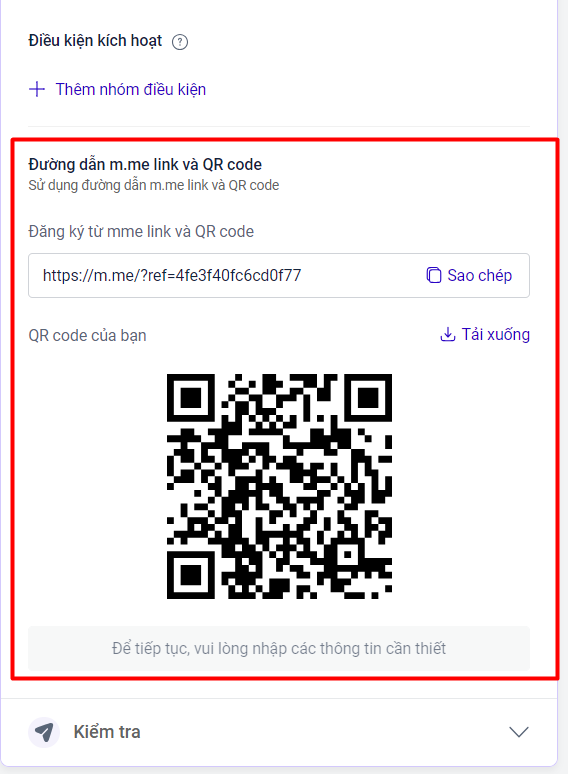 Điều kiện kích hoạt ?
Thêm nhóm điều kiện
Đường dẫn m.me link và QR code
Sử dụng đường dẫn m.me link và QR code
Đăng ký từ mme link và QR code
https://m.me/?ref=4fe3f40fc6cd0f77 Sao chép
QR code của bạn Tải xuống
Để tiếp tục, vui lòng nhập các thông tin cần thiết
Kiểm tra